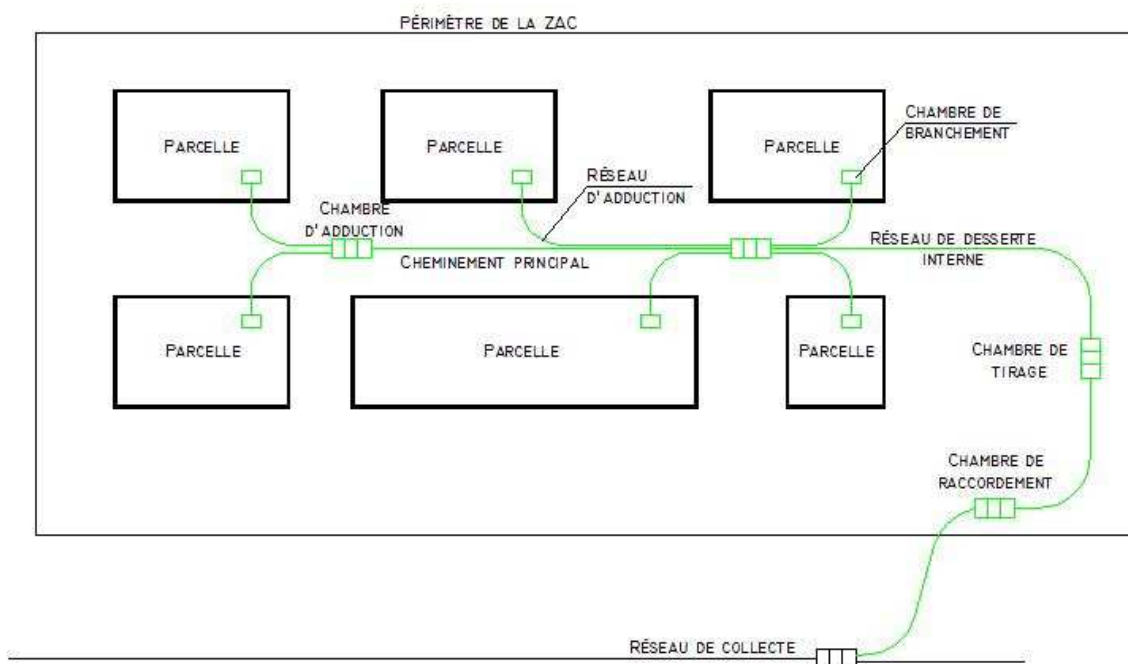 PÉRIMÈTRE DE LA ZAC
PARCELLE
PARCELLE
PARCELLE
CHAMBRE DE
BRANCHEMENT
RÉSEAU
D'ADDUCTION
CHAMBRE
D'ADDUCTION
CHEMINEMENT PRINCIPAL
RÉSEAU DE DESSERTE
INTERNE
PARCELLE
PARCELLE
PARCELLE
CHAMBRE DE
TIRAGE
CHAMBRE DE
RACCORDEMENT
RÉSEAU DE COLLECTE